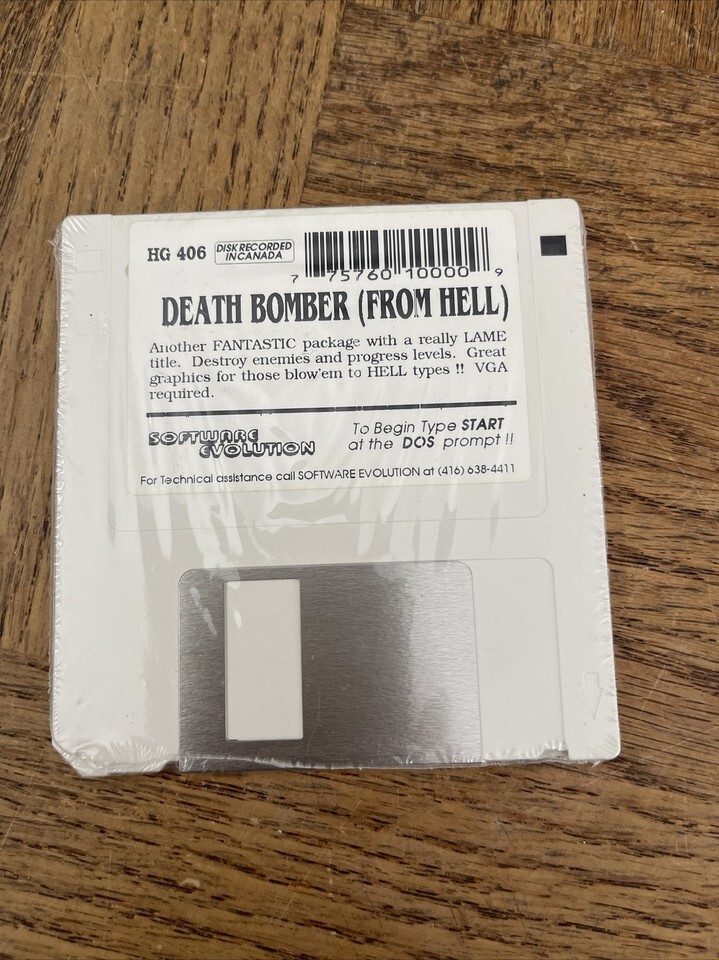 HG 406 DISK RECORDED IN CANADA
7 75760 10000 9
DEATH BOMBER (FROM HELL)
Another FANTASTIC package with a really LAME
title. Destroy enemies and progress levels. Great
graphics for those blow'em to HELL types !! VGA
required.
SOFTWARE EVOLUTION
To Begin Type START
at the DOS prompt !!
For Technical assistance call SOFTWARE EVOLUTION at (416) 638-4411